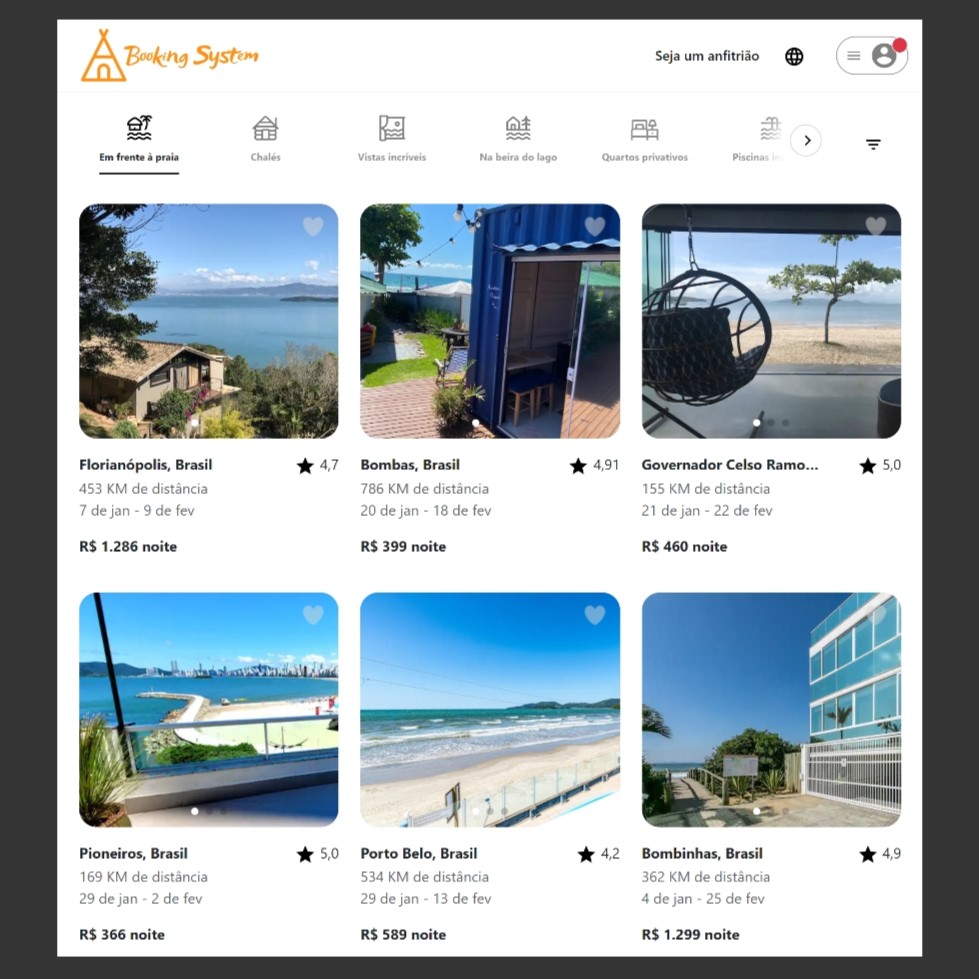 Booking System
Seja um anfitrião
Em frente à praia
Chalés
Vistas incríveis
Na beira do lago
Quartos privativos
Piscinas in
Florianópolis, Brasil
4,7
453 KM de distância
7 de jan - 9 de fev
R$ 1.286 noite
Bombas, Brasil
4,91
786 KM de distância
20 de jan - 18 de fev
R$ 399 noite
Governador Celso Ramo...
5,0
155 KM de distância
21 de jan - 22 de fev
R$ 460 noite
Pioneiros, Brasil
5,0
169 KM de distância
29 de jan - 2 de fev
R$ 366 noite
Porto Belo, Brasil
4,2
534 KM de distância
29 de jan - 13 de fev
R$ 589 noite
Bombinhas, Brasil
4,9
362 KM de distância
4 de jan - 25 de fev
R$ 1.299 noite